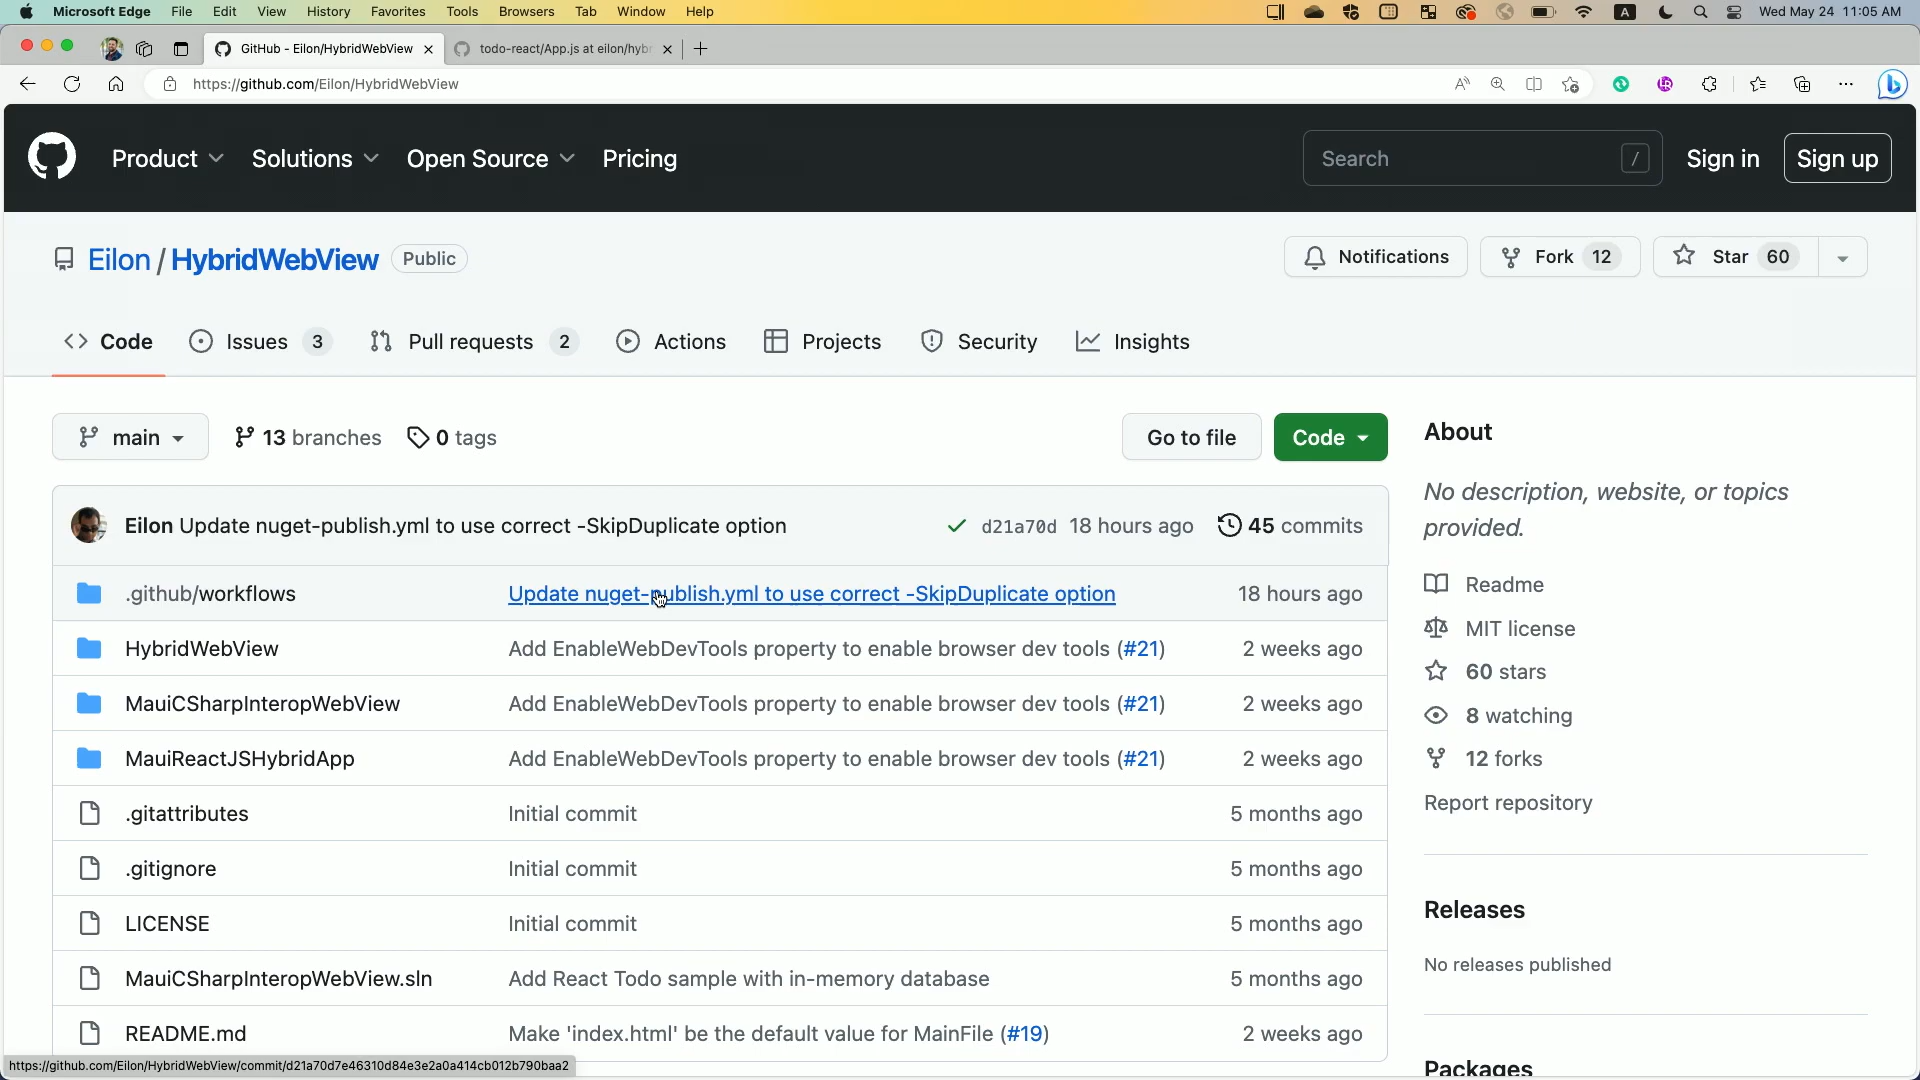 Microsoft Edge File Edit View History Favorites Tools Browsers Tab Window Help A Wed May 24 11:05 AM
GitHub - Eilon/HybridWebView todo-react/App.js at eilon/hybr
https://github.com/Eilon/HybridWebView
Product Solutions Open Source Pricing Search / Sign in Sign up
Eilon / HybridWebView Public Notifications Fork 12 Star 60
Code Issues 3 Pull requests 2 Actions Projects Security Insights
main 13 branches 0 tags Go to file Code
About
No description, website, or topics
provided.
Eilon Update nuget-publish.yml to use correct -SkipDuplicate option d21a70d 18 hours ago 45 commits
.github/workflows Update nuget-publish.yml to use correct -SkipDuplicate option 18 hours ago
HybridWebView Add EnableWebDevTools property to enable browser dev tools (#21) 2 weeks ago
MauiCSharpInteropWebView Add EnableWebDevTools property to enable browser dev tools (#21) 2 weeks ago
MauiReactJSHybridApp Add EnableWebDevTools property to enable browser dev tools (#21) 2 weeks ago
.gitattributes Initial commit 5 months ago
.gitignore Initial commit 5 months ago
LICENSE Initial commit 5 months ago
MauiCSharpInteropWebView.sln Add React Todo sample with in-memory database 5 months ago
README.md Make 'index.html' be the default value for MainFile (#19) 2 weeks ago
Readme
MIT license
60 stars
8 watching
12 forks
Report repository
Releases
No releases published
Packages
https://github.com/Eilon/HybridWebView/commit/d21a70d7e46310d84e3e2a0a414cb012b790baa2